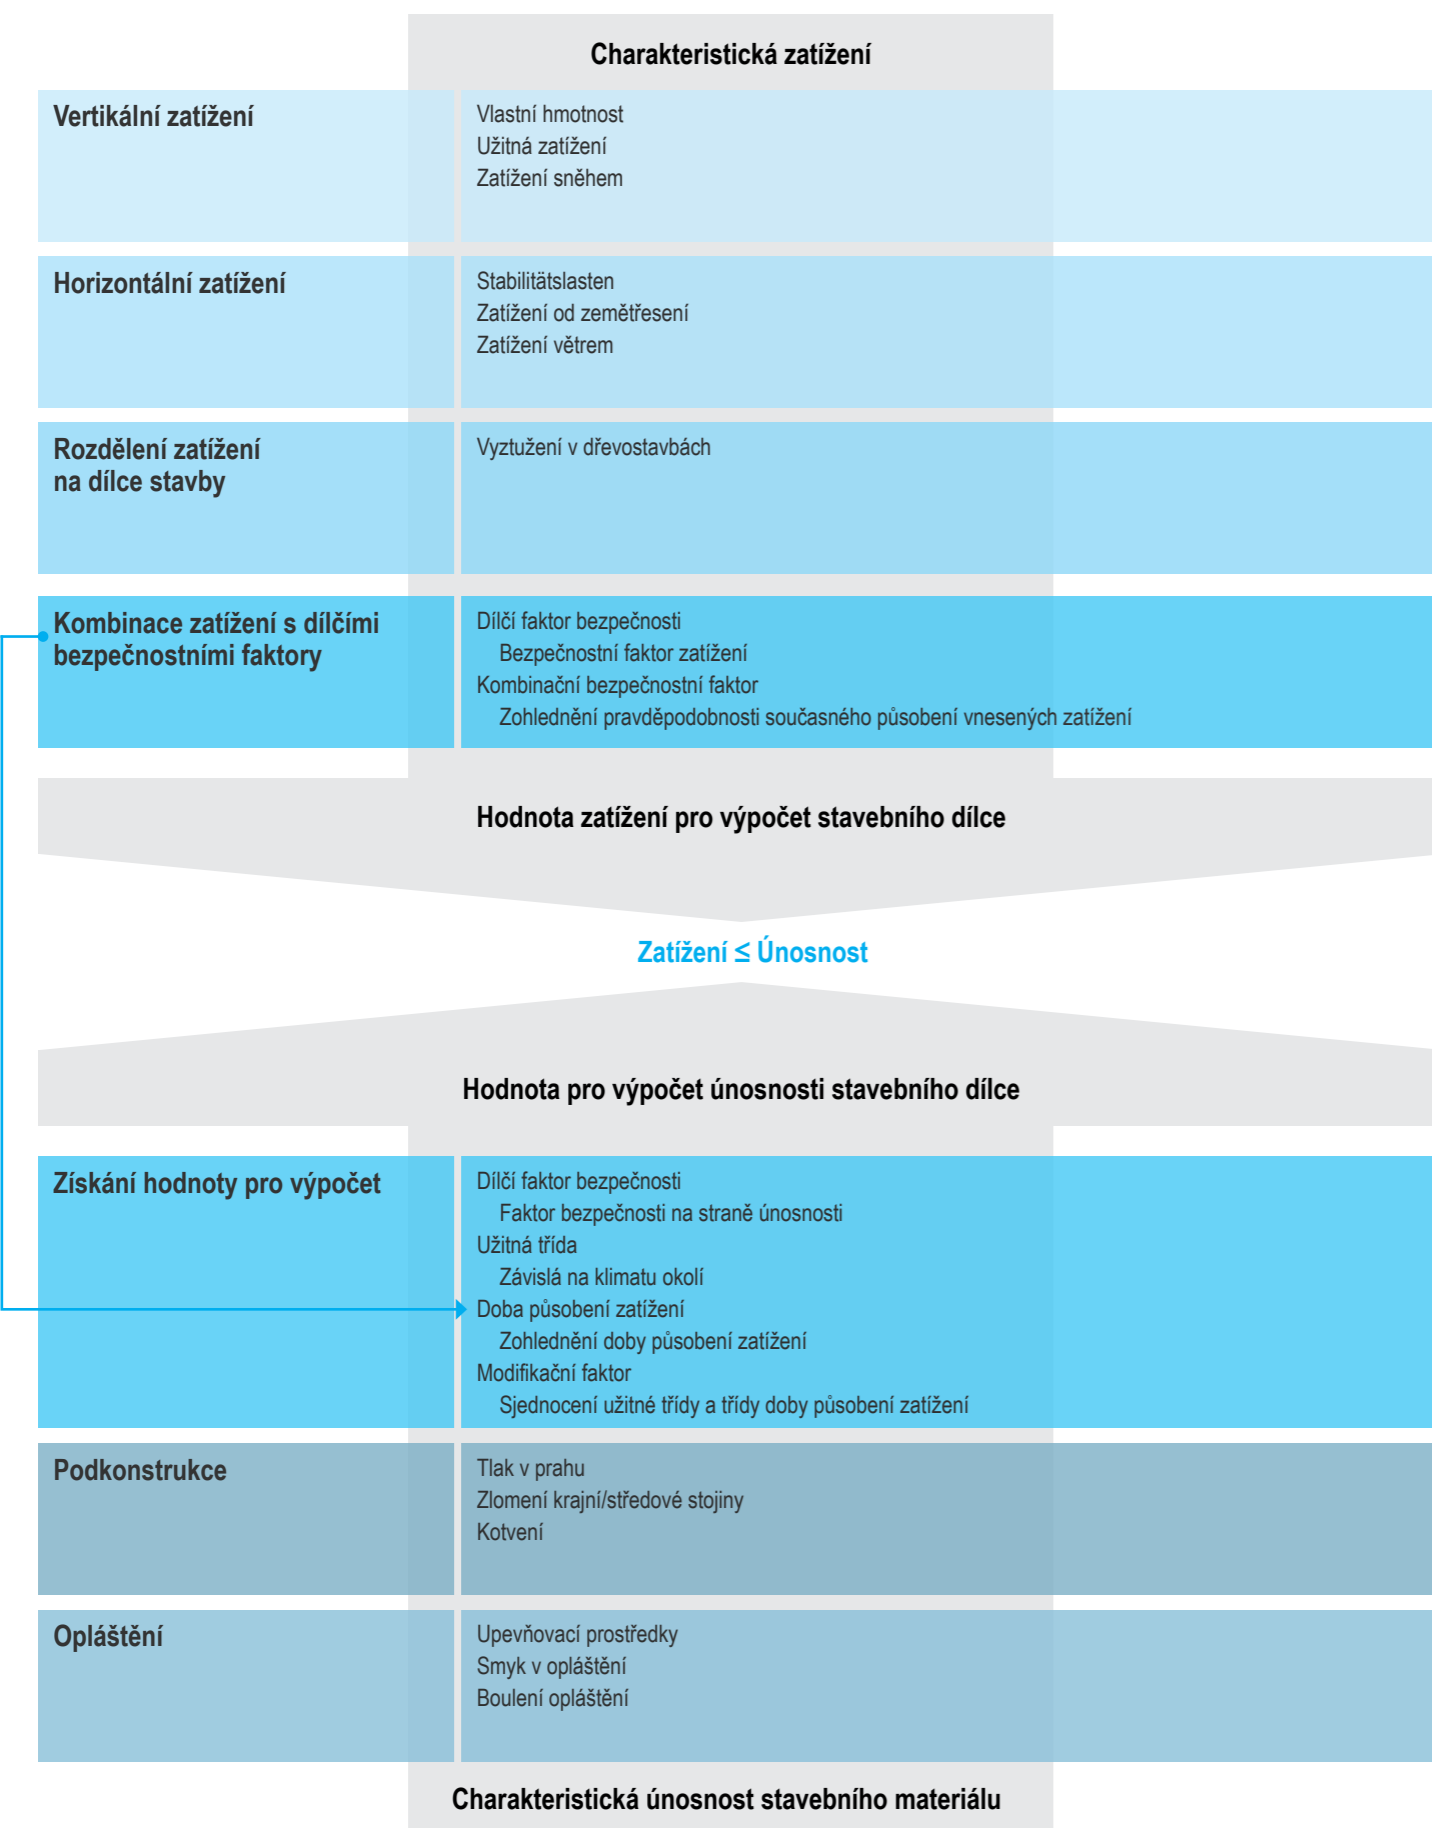 Charakteristická zatížení
Vertikální zatížení
Vlastní hmotnost
Užitná zatížení
Zatížení sněhem
Horizontální zatížení
Stabilitätslasten
Zatížení od zemětřesení
Zatížení větrem
Rozdělení zatížení
na dílce stavby
Vyztužení v dřevostavbách
Kombinace zatížení s dílčími
bezpečnostními faktory
Dílčí faktor bezpečnosti
Bezpečnostní faktor zatížení
Kombinační bezpečnostní faktor
Zohlednění pravděpodobnosti současného působení vnesených zatížení
Hodnota zatížení pro výpočet stavebního dílce
Zatížení ≤ Únosnost
Hodnota pro výpočet únosnosti stavebního dílce
Získání hodnoty pro výpočet
Dílčí faktor bezpečnosti
Faktor bezpečnosti na straně únosnosti
Užitná třída
Závislá na klimatu okolí
Doba působení zatížení
Zohlednění doby působení zatížení
Modifikační faktor
Sjednocení užitné třídy a třídy doby působení zatížení
Podkonstrukce
Tlak v prahu
Zlomení krajní/středové stojiny
Kotvení
Opláštění
Upevňovací prostředky
Smyk v opláštění
Boulení opláštění
Charakteristická únosnost stavebního materiálu